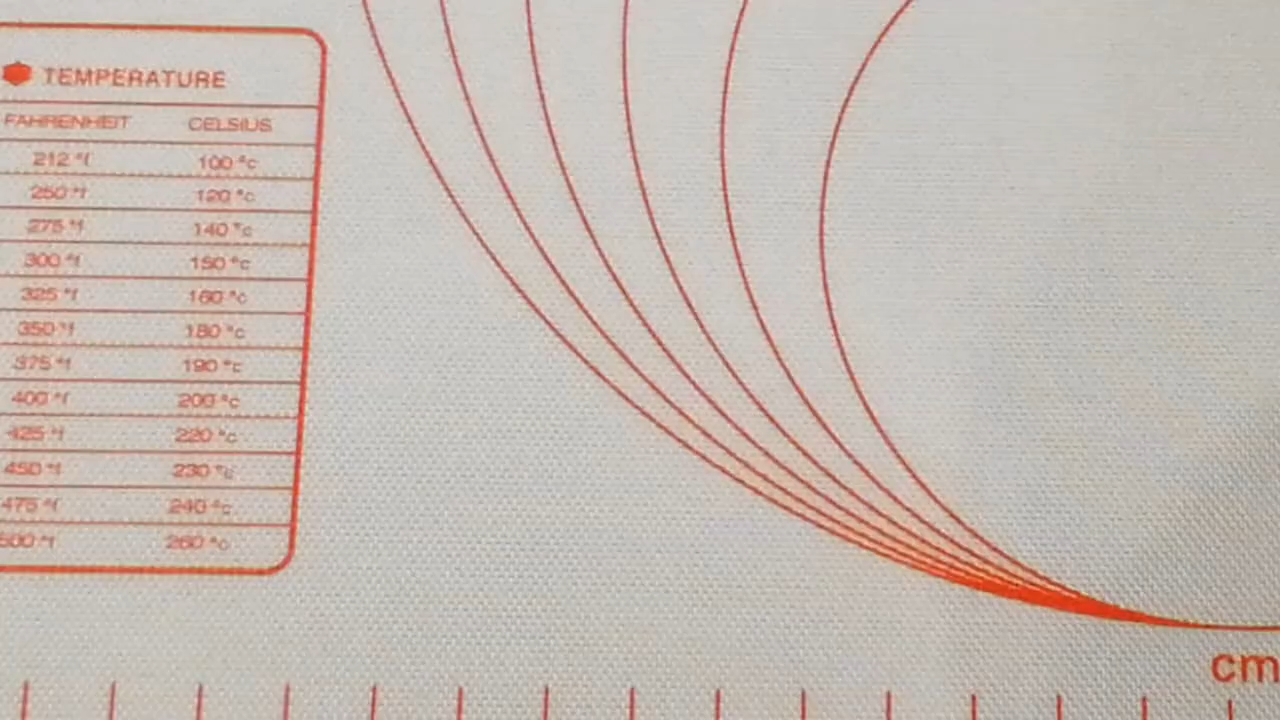 TEMPERATURE
FAHRENHEIT CELSIUS
212 °f 100 °c
250 °f 120 °c
275 °f 140 °c
300 °f 150 °c
325 °f 160 °c
350 °f 180 °c
375 °f 190 °c
400 °f 200 °c
425 °f 220 °c
450 °f 230 °c
475 °f 240 °c
500 °f 260 °c
cm